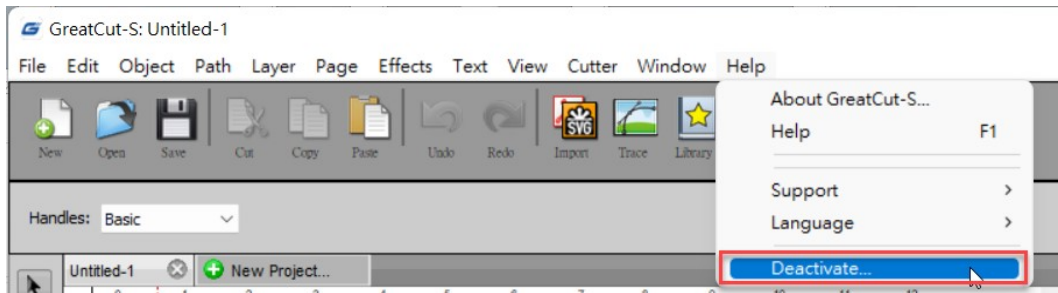 GreatCut-S: Untitled-1
File Edit Object Path Layer Page Effects Text View Cutter Window Help
New Open Save Cut Copy Paste Undo Redo Import Trace Library
SVG
About GreatCut-S...
Help F1
Support
Language
Deactivate...
Handles: Basic
Untitled-1 New Project...